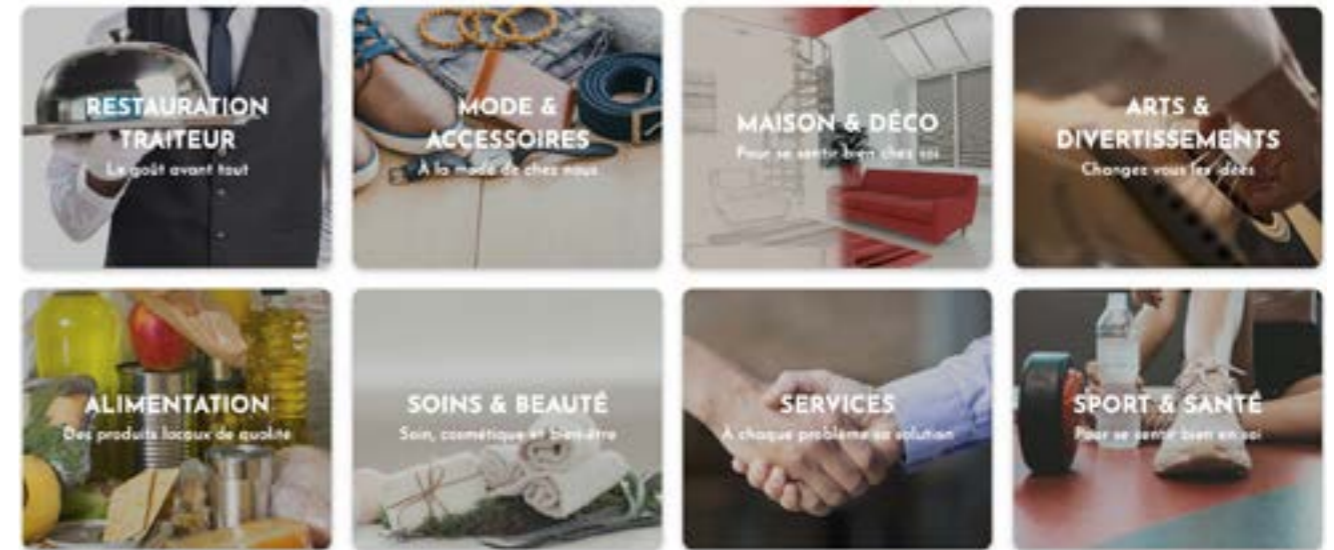 RESTAURATION
TRAITEUR
Le goût avant tout
MODE &
ACCESSOIRES
À la mode de chez nous
MAISON & DÉCO
Pour se sentir bien chez soi
ARTS &
DIVERTISSEMENTS
Changez vous les idées
ALIMENTATION
Des produits locaux de qualité
SOINS & BEAUTÉ
Soin, cosmétique et bien-être
SERVICES
À chaque problème sa solution
SPORT & SANTÉ
Pour se sentir bien en soi